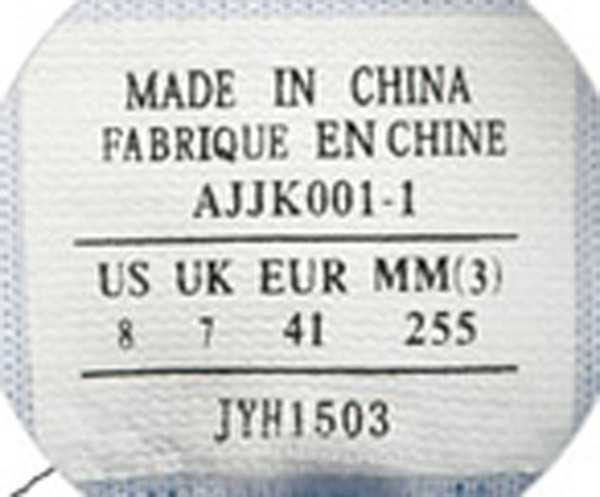 MADE IN CHINA
FABRIQUE EN CHINE
AJJK001-1
US UK EUR MM(3)
8 7 41 255
JYH1503